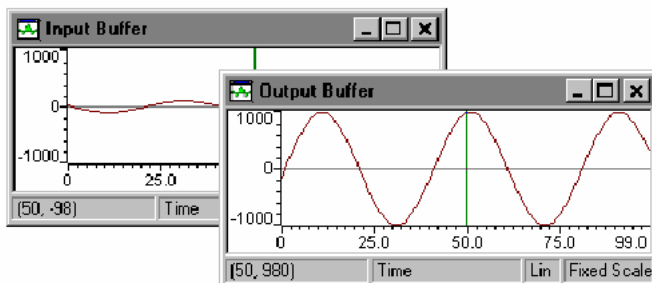 Input Buffer
1000
0
-1000
0 25.0
(50, -98) Time
Output Buffer
1000
0
-1000
0 25.0 50.0 75.0 99.0
(50, 980) Time Lin Fixed Scale